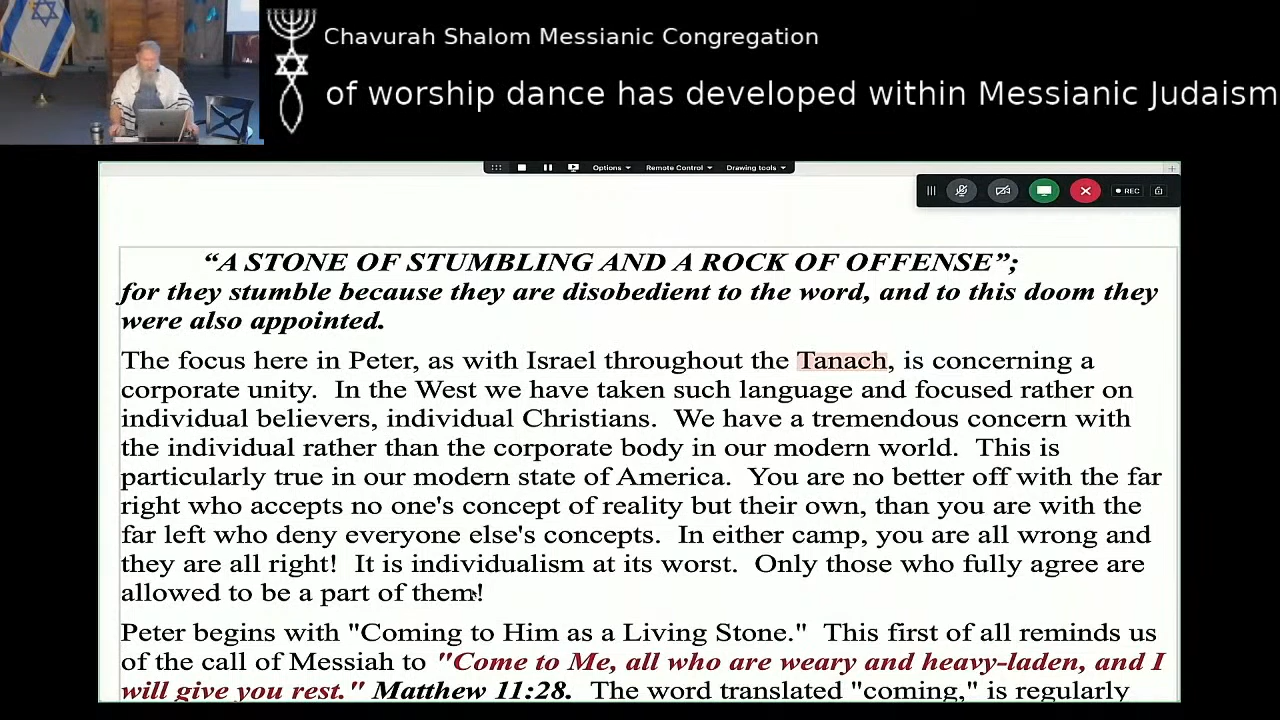 Chavurah Shalom Messianic Congregation
of worship dance has developed within Messianic Judaism
Options
Remote Control
Drawing tools
REC
“A STONE OF STUMBLING AND A ROCK OF OFFENSE”;
for they stumble because they are disobedient to the word, and to this doom they
were also appointed.
The focus here in Peter, as with Israel throughout the Tanach, is concerning a
corporate unity.  In the West we have taken such language and focused rather on
individual believers, individual Christians.  We have a tremendous concern with
the individual rather than the corporate body in our modern world.  This is
particularly true in our modern state of America.  You are no better off with the far
right who accepts no one's concept of reality but their own, than you are with the
far left who deny everyone else's concepts.  In either camp, you are all wrong and
they are all right!  It is individualism at its worst.  Only those who fully agree are
allowed to be a part of them!
Peter begins with "Coming to Him as a Living Stone."  This first of all reminds us
of the call of Messiah to "Come to Me, all who are weary and heavy-laden, and I
will give you rest." Matthew 11:28.  The word translated "coming," is regularly